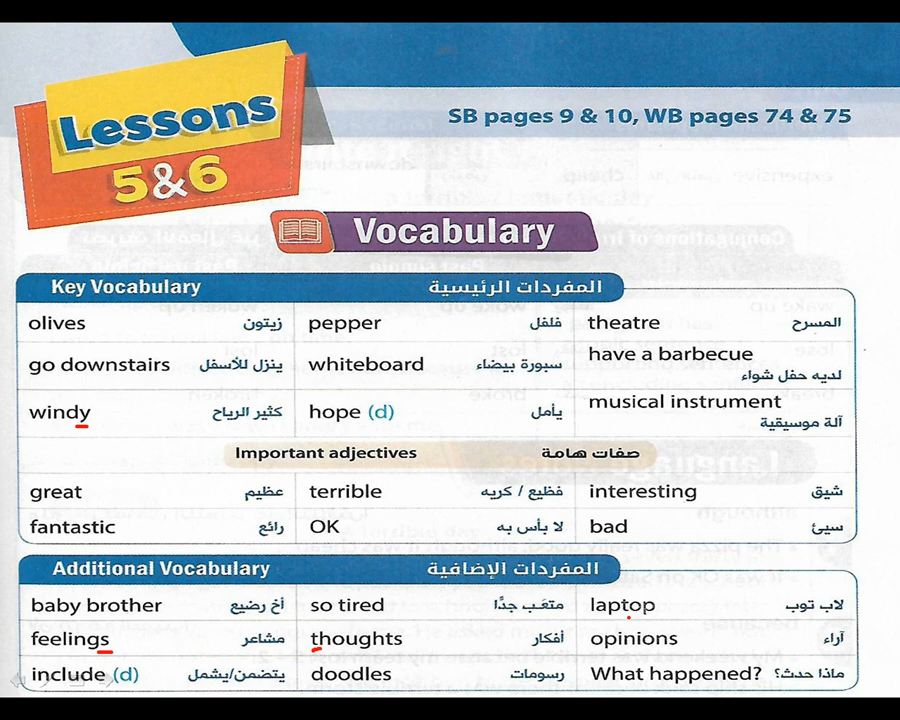 Lessons
5&6
SB pages 9 & 10, WB pages 74 & 75
Vocabulary
Key Vocabulary المفردات الرئيسية
olives زيتون pepper فلفل theatre المسرح
go downstairs ينزل للأسفل whiteboard سبورة بيضاء have a barbecue لديه حفل شواء
windy كثير الرياح hope (d) يأمل musical instrument آلة موسيقية
Important adjectives صفات هامة
great عظيم terrible فظيع / كريه interesting شيق
fantastic رائع OK لا بأس به bad سيئ
Additional Vocabulary المفردات الإضافية
baby brother أخ رضيع so tired متعَب جدًّا laptop لاب توب
feelings مشاعر thoughts أفكار opinions آراء
include (d) يتضمن/يشمل doodles رسومات What happened? ماذا حدث؟